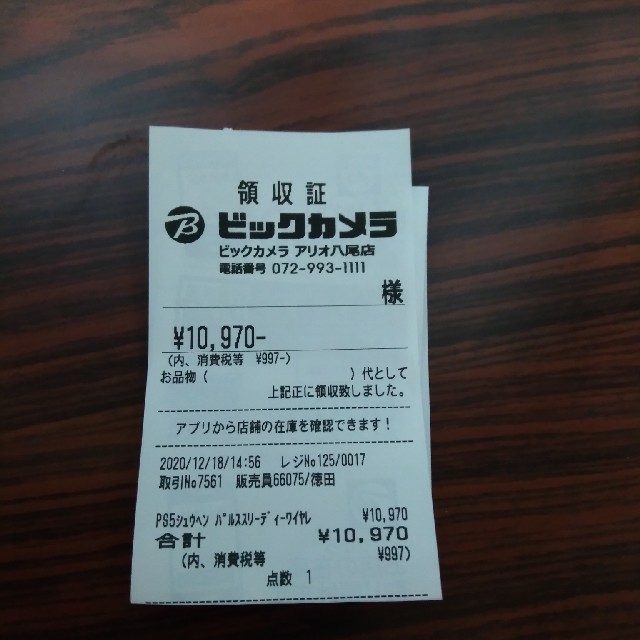 領収証
B ビックカメラ
ビックカメラ アリオ八尾店
電話番号 072-993-1111
様
¥10,970-
(内、消費税等 ¥997-)
お品物( )代として
上記正に領収致しました。
アプリから店舗の在庫を確認できます!
2020/12/18/14:56 レジNo125/0017
取引No7561 販売員66075/徳田
PS5シュウヘン パルススリーディーワイヤレ ¥10,970
合計 ¥10,970
(内、消費税等 ¥997)
点数 1